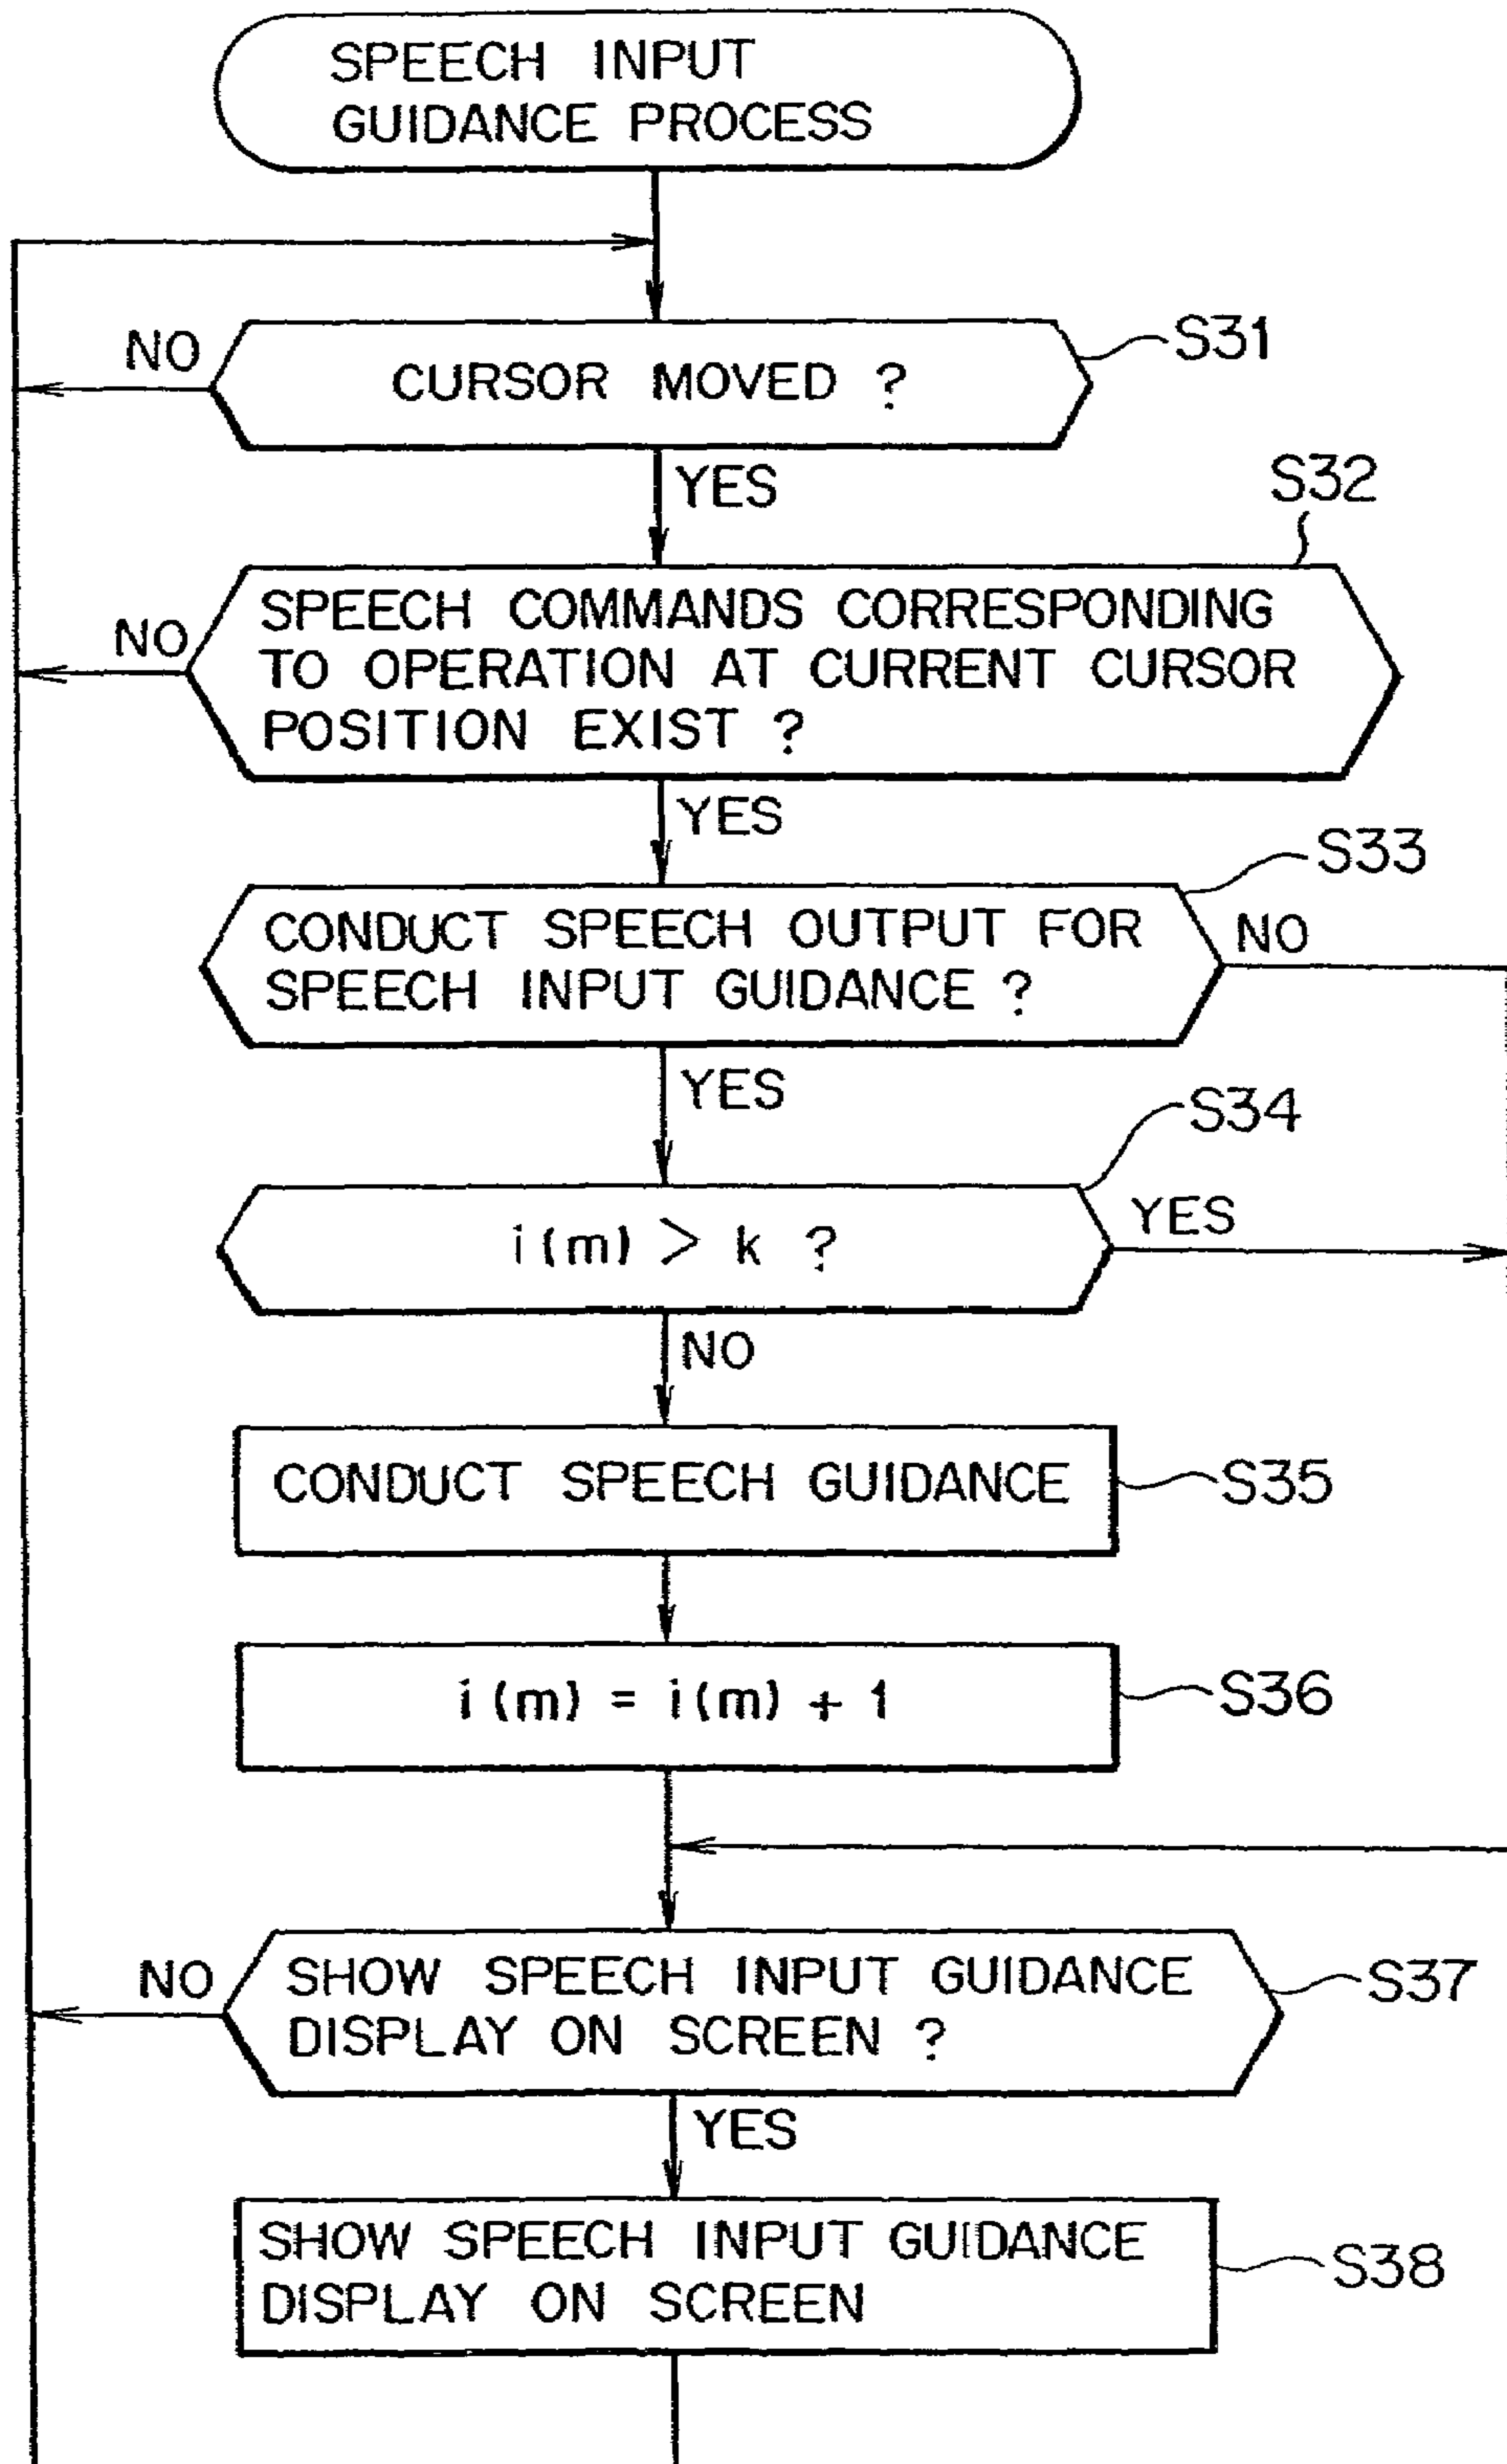 SPEECH INPUT
GUIDANCE PROCESS
NO
CURSOR MOVED ?
S31
YES
S32
NO
SPEECH COMMANDS CORRESPONDING
TO OPERATION AT CURRENT CURSOR
POSITION EXIST ?
YES
S33
CONDUCT SPEECH OUTPUT FOR
SPEECH INPUT GUIDANCE ?
NO
YES
S34
i(m) > k ?
YES
NO
CONDUCT SPEECH GUIDANCE
S35
i(m) = i(m) + 1
S36
NO
SHOW SPEECH INPUT GUIDANCE
DISPLAY ON SCREEN ?
S37
YES
SHOW SPEECH INPUT GUIDANCE
DISPLAY ON SCREEN
S38